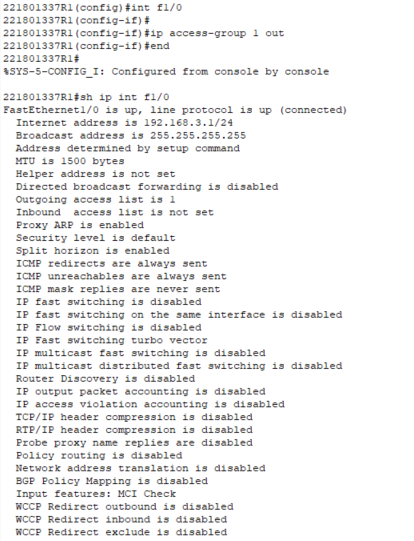 221801337R1(config)#int f1/0
221801337R1(config-if)#
221801337R1(config-if)#ip access-group 1 out
221801337R1(config-if)#end
221801337R1#
%SYS-5-CONFIG_I: Configured from console by console

221801337R1#sh ip int f1/0
FastEthernet1/0 is up, line protocol is up (connected)
  Internet address is 192.168.3.1/24
  Broadcast address is 255.255.255.255
  Address determined by setup command
  MTU is 1500 bytes
  Helper address is not set
  Directed broadcast forwarding is disabled
  Outgoing access list is 1
  Inbound  access list is not set
  Proxy ARP is enabled
  Security level is default
  Split horizon is enabled
  ICMP redirects are always sent
  ICMP unreachables are always sent
  ICMP mask replies are never sent
  IP fast switching is disabled
  IP fast switching on the same interface is disabled
  IP Flow switching is disabled
  IP Fast switching turbo vector
  IP multicast fast switching is disabled
  IP multicast distributed fast switching is disabled
  Router Discovery is disabled
  IP output packet accounting is disabled
  IP access violation accounting is disabled
  TCP/IP header compression is disabled
  RTP/IP header compression is disabled
  Probe proxy name replies are disabled
  Policy routing is disabled
  Network address translation is disabled
  BGP Policy Mapping is disabled
  Input features: MCI Check
  WCCP Redirect outbound is disabled
  WCCP Redirect inbound is disabled
  WCCP Redirect exclude is disabled